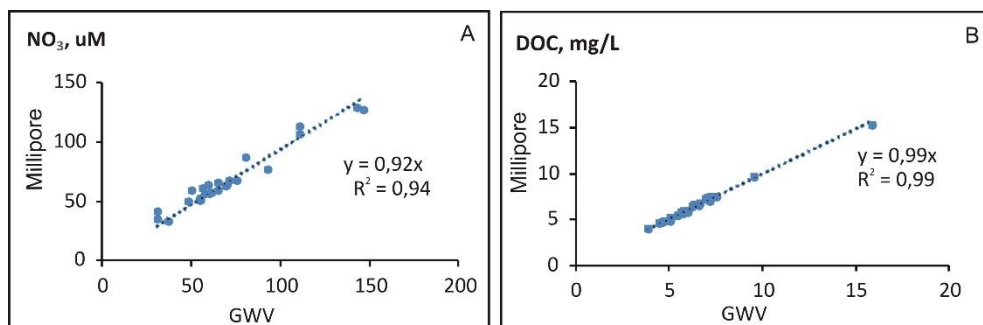 A
NO₃, uM
150
100
50
0
0 50 100 150 200
Millipore
GWV
y = 0,92x
R² = 0,94
B
DOC, mg/L
20
15
10
5
0
0 5 10 15 20
Millipore
GWV
y = 0,99x
R² = 0,99